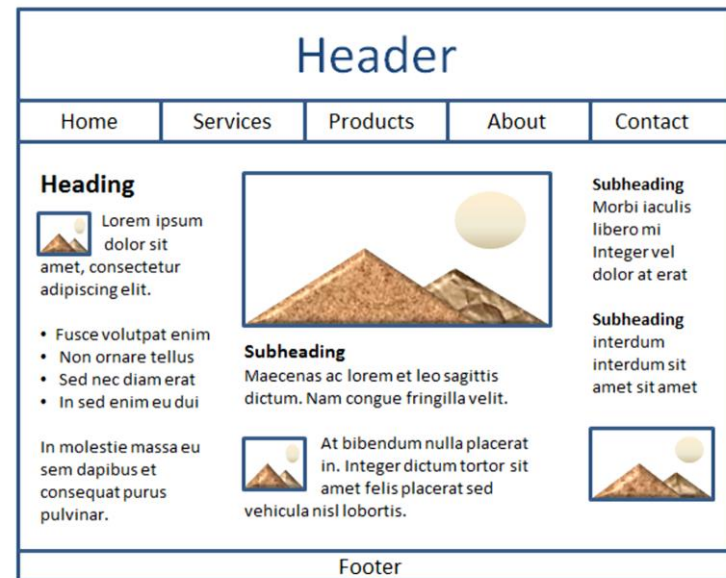 Header
Home Services Products About Contact
Heading
Lorem ipsum
dolor sit
amet, consectetur
adipiscing elit.
• Fusce volutpat enim
• Non ornare tellus
• Sed nec diam erat
• In sed enim eu dui
In molestie massa eu
sem dapibus et
consequat purus
pulvinar.
Subheading
Maecenas ac lorem et leo sagittis
dictum. Nam congue fringilla velit.
At bibendum nulla placerat
in. Integer dictum tortor sit
amet felis placerat sed
vehicula nisl lobortis.
Subheading
Morbi iaculis
libero mi
Integer vel
dolor at erat
Subheading
interdum
interdum sit
amet sit amet
Footer